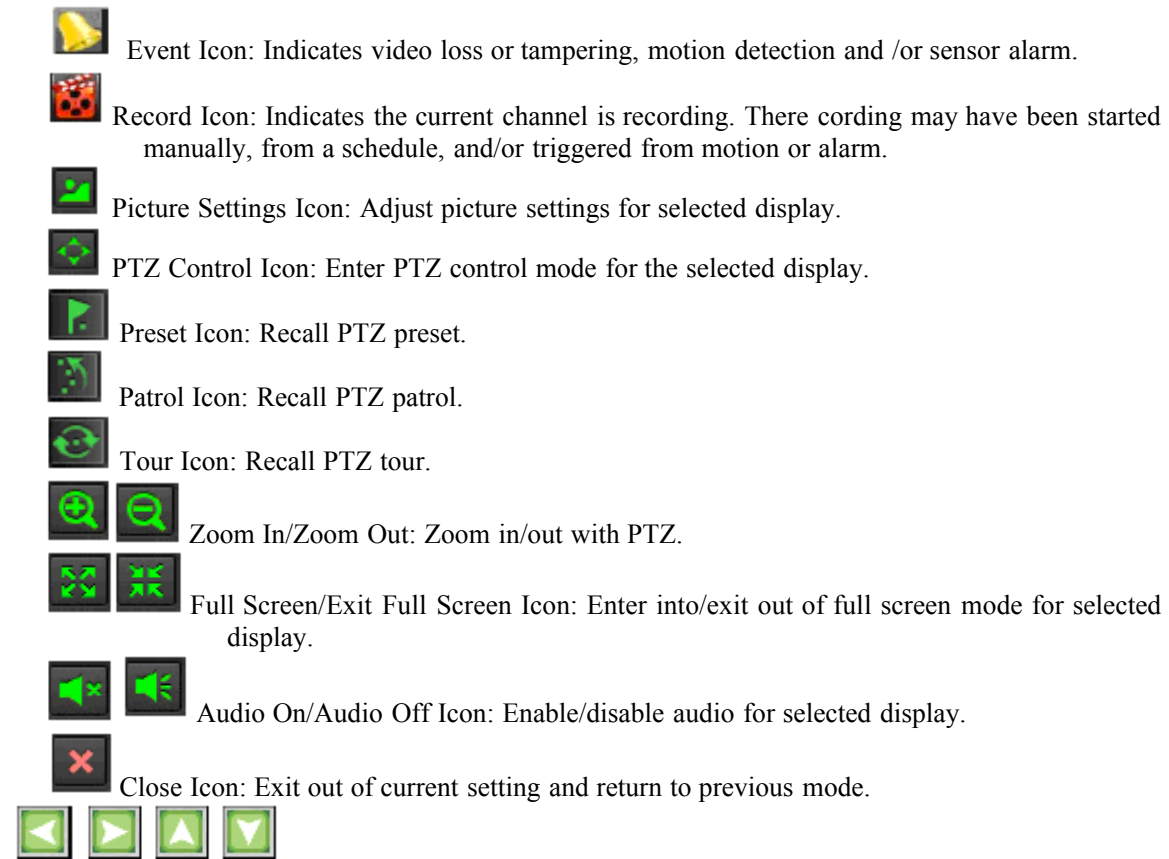 Event Icon: Indicates video loss or tampering, motion detection and /or sensor alarm.
Record Icon: Indicates the current channel is recording. There cording may have been started
manually, from a schedule, and/or triggered from motion or alarm.
Picture Settings Icon: Adjust picture settings for selected display.
PTZ Control Icon: Enter PTZ control mode for the selected display.
Preset Icon: Recall PTZ preset.
Patrol Icon: Recall PTZ patrol.
Tour Icon: Recall PTZ tour.
Zoom In/Zoom Out: Zoom in/out with PTZ.
Full Screen/Exit Full Screen Icon: Enter into/exit out of full screen mode for selected
display.
Audio On/Audio Off Icon: Enable/disable audio for selected display.
Close Icon: Exit out of current setting and return to previous mode.